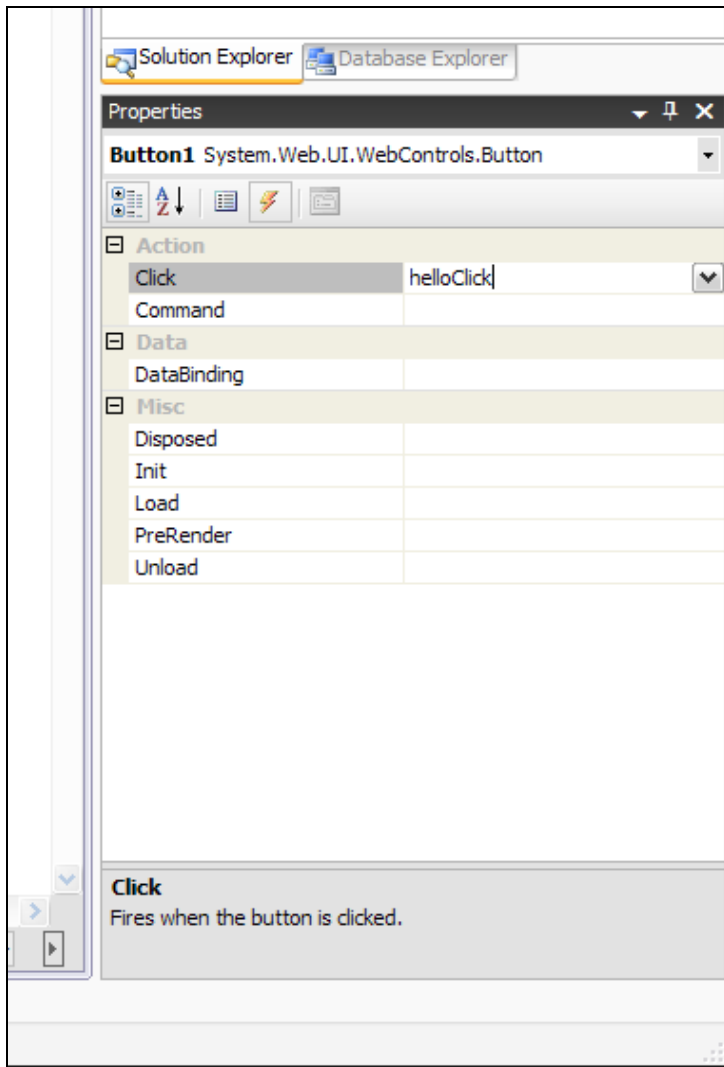 Solution Explorer Database Explorer
Properties
Button1 System.Web.UI.WebControls.Button
Action
Click helloClick
Command
Data
DataBinding
Misc
Disposed
Init
Load
PreRender
Unload
Click
Fires when the button is clicked.